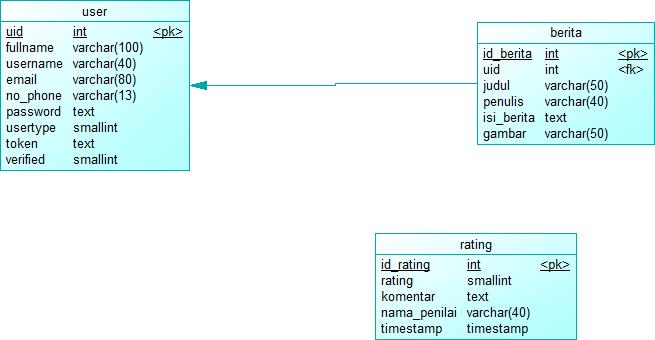 user
uid int <pk>
fullname varchar(100)
username varchar(40)
email varchar(80)
no_phone varchar(13)
password text
usertype smallint
token text
verified smallint
berita
id_berita int <pk>
uid int <fk>
judul varchar(50)
penulis varchar(40)
isi_berita text
gambar varchar(50)
rating
id_rating int <pk>
rating smallint
komentar text
nama_penilai varchar(40)
timestamp timestamp